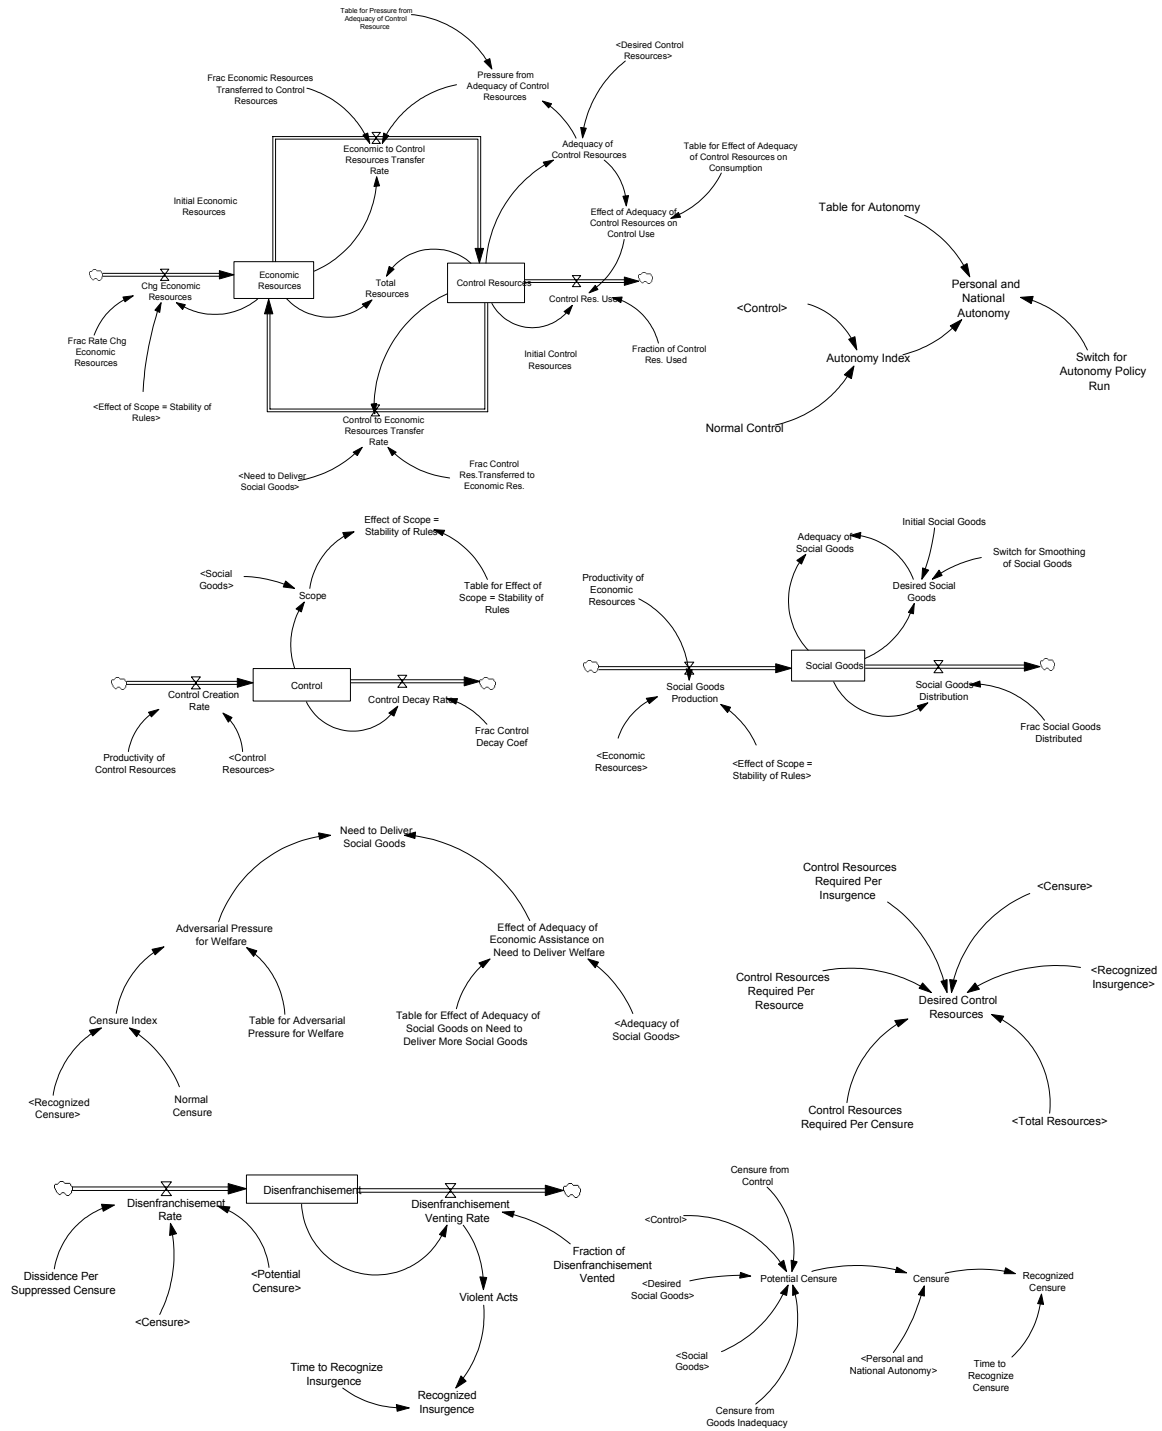 Table for Pressure from
Adequacy of Control
Resource
<Desired Control
Resources>
Frac Economic Resources
Transferred to Control
Resources
Pressure from
Adequacy of Control
Resources
Economic to Control
Resources Transfer
Rate
Adequacy of
Control Resources
Table for Effect of Adequacy
of Control Resources on
Consumption
Initial Economic
Resources
Effect of Adequacy of
Control Resources on
Control Use
Economic
Resources
Control Resources
Total
Resources
Chg Economic
Resources
Control Res. Used
Frac Rate Chg
Economic
Resources
Initial Control
Resources
Fraction of Control
Res. Used
<Effect of Scope = Stability of
Rules>
Control to Economic
Resources Transfer
Rate
<Need to Deliver
Social Goods>
Frac Control
Res.Transferred to
Economic Res.
Table for Autonomy
Personal and
National
Autonomy
<Control>
Autonomy Index
Switch for
Autonomy Policy
Run
Normal Control
Effect of Scope =
Stability of Rules
<Social
Goods>
Scope
Table for Effect of
Scope = Stability of
Rules
Control
Control Creation
Rate
Control Decay Rate
Productivity of
Control Resources
<Control
Resources>
Frac Control
Decay Coef
Initial Social Goods
Adequacy of
Social Goods
Switch for Smoothing
of Social Goods
Productivity of
Economic
Resources
Desired Social
Goods
Social Goods
Social Goods
Production
Social Goods
Distribution
<Economic
Resources>
<Effect of Scope =
Stability of Rules>
Frac Social Goods
Distributed
Need to Deliver
Social Goods
Adversarial Pressure
for Welfare
Effect of Adequacy of
Economic Assistance on
Need to Deliver Welfare
Censure Index
Table for Adversarial
Pressure for Welfare
Table for Effect of Adequacy of
Social Goods on Need to
Deliver More Social Goods
<Adequacy of
Social Goods>
<Recognized
Censure>
Normal
Censure
Control Resources
Required Per
Insurgence
<Censure>
Control Resources
Required Per
Resource
<Recognized
Insurgence>
Desired Control
Resources
Control Resources
Required Per Censure
<Total Resources>
Disenfranchisement
Disenfranchisement
Rate
Disenfranchisement
Venting Rate
Dissidence Per
Suppressed Censure
<Potential
Censure>
Fraction of
Disenfranchisement
Vented
<Censure>
Violent Acts
Time to Recognize
Insurgence
Recognized
Insurgence
Censure from
Control
<Control>
<Desired
Social Goods>
Potential Censure
Censure
Recognized
Censure
<Social
Goods>
<Personal and
National Autonomy>
Time to
Recognize
Censure
Censure from
Goods Inadequacy